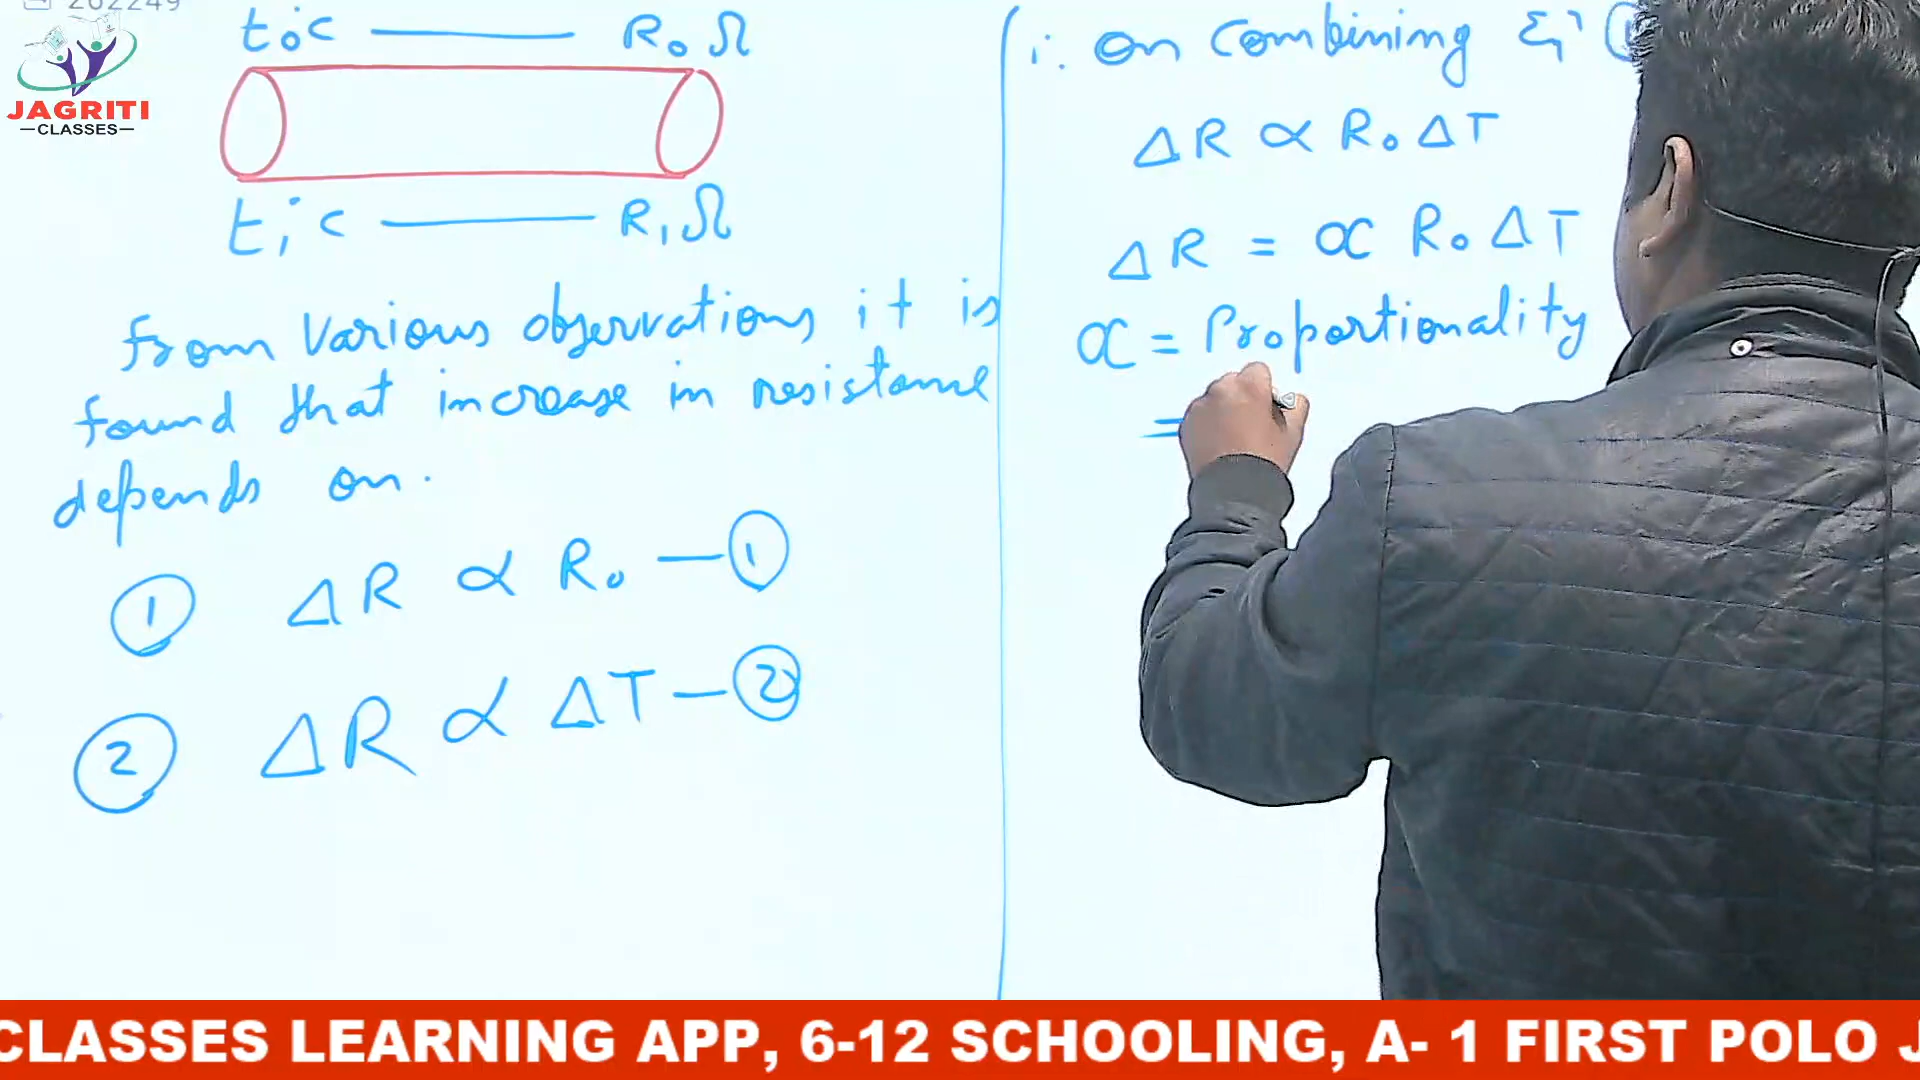 262249
JAGRITI
CLASSES
t₀°c — R₀ Ω
t₁°c — R₁ Ω
from various observations it is
found that increase in resistance
depends on.
① ΔR ∝ R₀ — ①
② ΔR ∝ ΔT — ②
∴ on combining
ΔR ∝ R₀ ΔT
ΔR = α R₀ ΔT
α = Proportionality
=
CLASSES LEARNING APP, 6-12 SCHOOLING, A- 1 FIRST POLO J